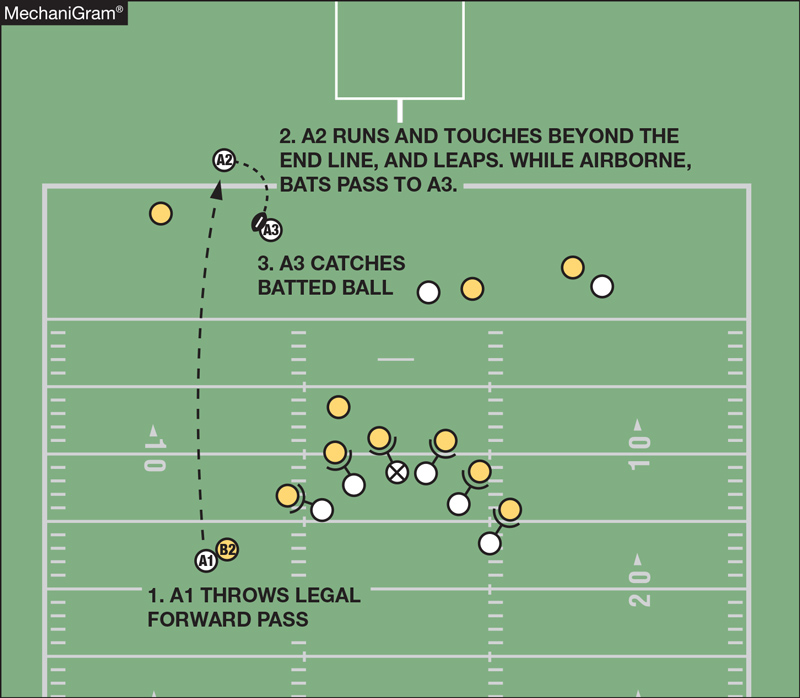 MechaniGram®
2. A2 RUNS AND TOUCHES BEYOND THE
END LINE, AND LEAPS. WHILE AIRBORNE,
BATS PASS TO A3.
A2
A3
3. A3 CATCHES
BATTED BALL
10
10
B2
A1
20
1. A1 THROWS LEGAL
FORWARD PASS